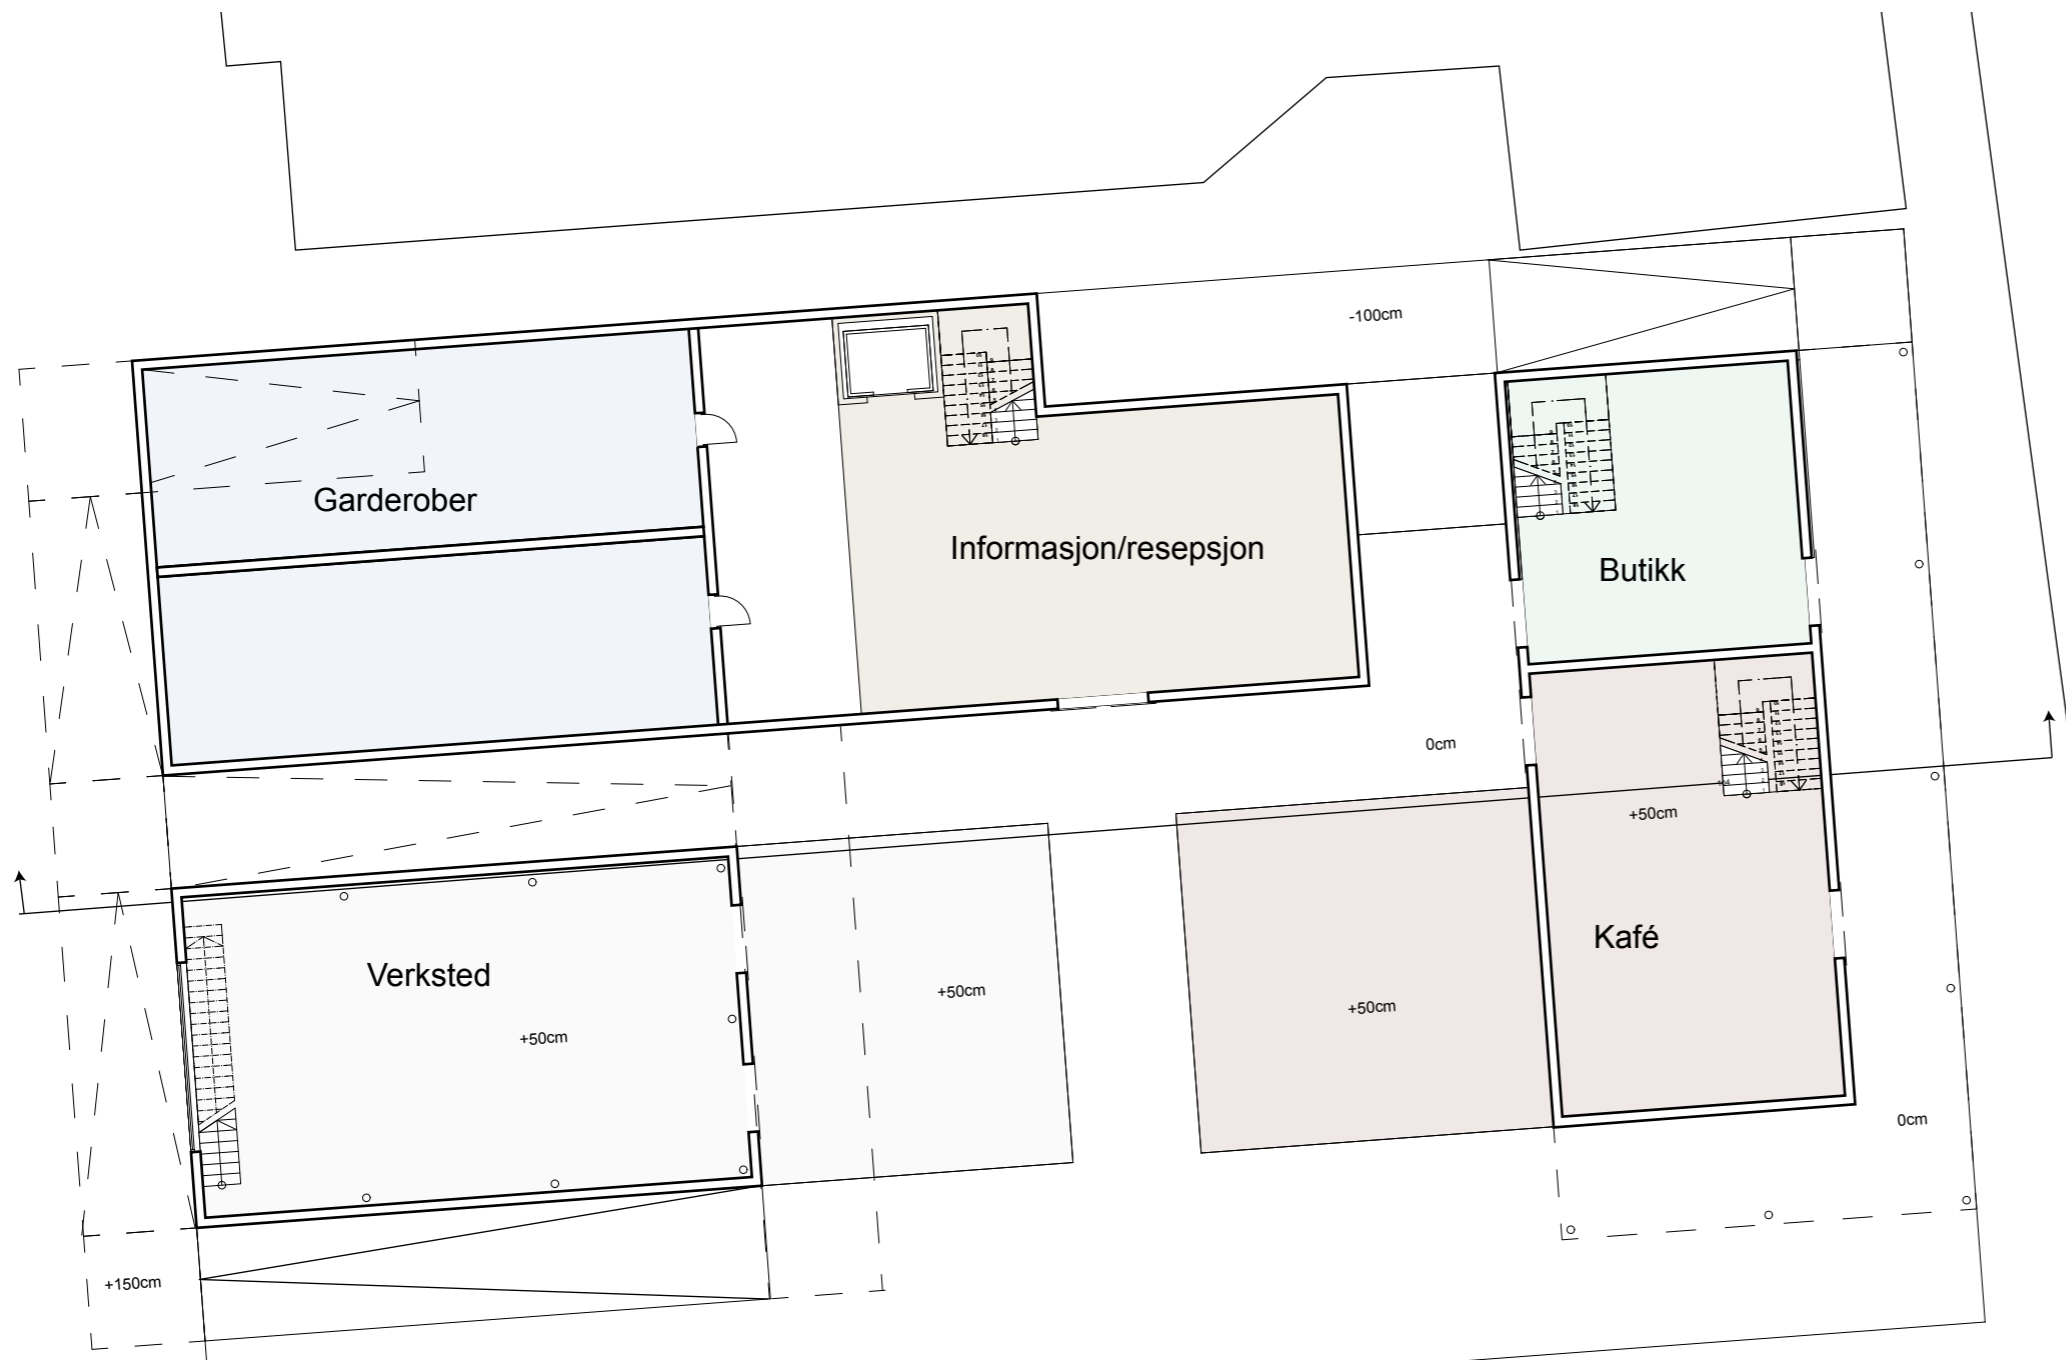 -100cm
Garderober
Informasjon/resepsjon
Butikk
0cm
+50cm
Kafé
Verksted
+50cm
+50cm
+50cm
0cm
+150cm